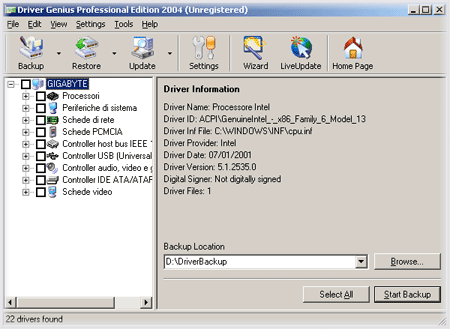 Driver Genius Professional Edition 2004 (Unregistered)
File View Settings Tools Help
Backup Restore Update Settings Wizard LiveUpdate Home Page
GIGABYTE
Processori
Periferiche di sistema
Schede di rete
Schede PCMCIA
Controller host bus IEEE 1
Controller USB (Universal
Controller audio, video e g
Controller IDE ATA/ATAF
Schede video
Driver Information
Driver Name: Processore Intel
Driver ID: ACPI\GenuineIntel_-_x86_Family_6_Model_13
Driver Inf File: C:\WINDOWS\INF\cpu.inf
Driver Provider: Intel
Driver Date: 07/01/2001
Driver Version: 5.1.2535.0
Digital Signer: Not digitally signed
Driver Files: 1
Backup Location
D:\DriverBackup
Browse...
Select All Start Backup
22 drivers found